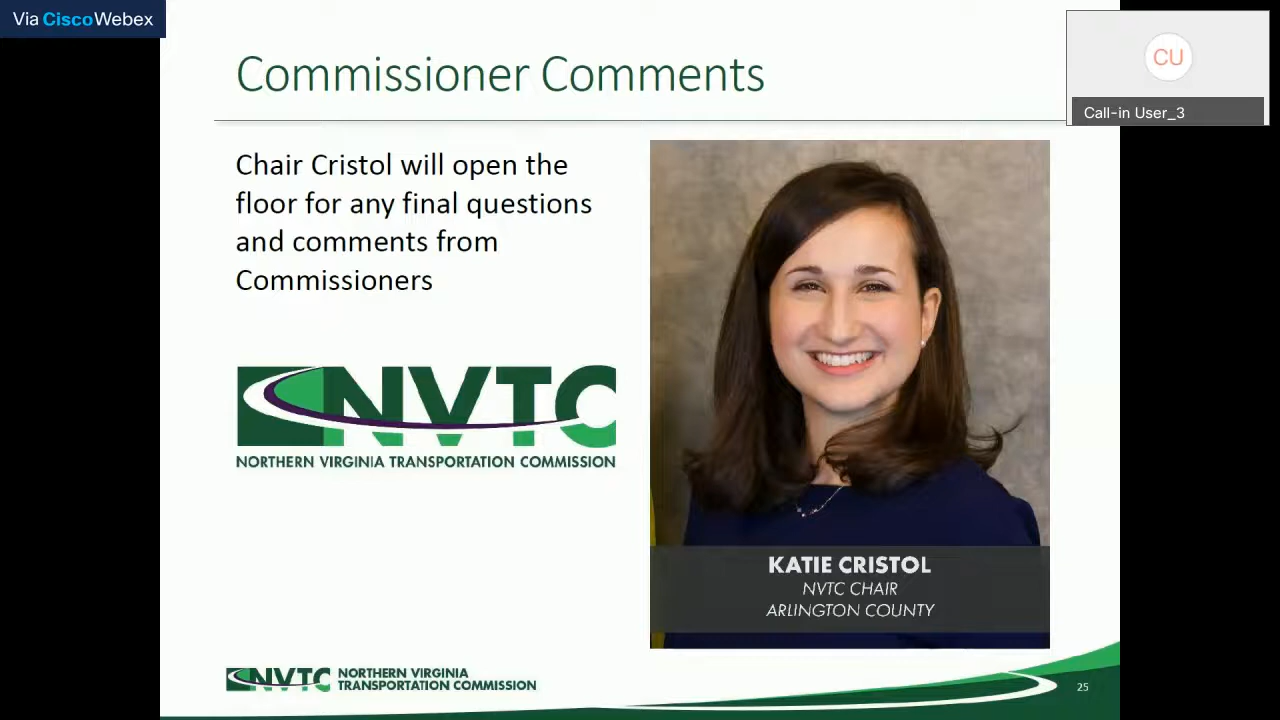 Via CiscoWebex
Commissioner Comments
CU
Call-in User_3
Chair Cristol will open the
floor for any final questions
and comments from
Commissioners
NVTC
NORTHERN VIRGINIA TRANSPORTATION COMMISSION
KATIE CRISTOL
NVTC CHAIR
ARLINGTON COUNTY
NVTC
NORTHERN VIRGINIA
TRANSPORTATION COMMISSION
25